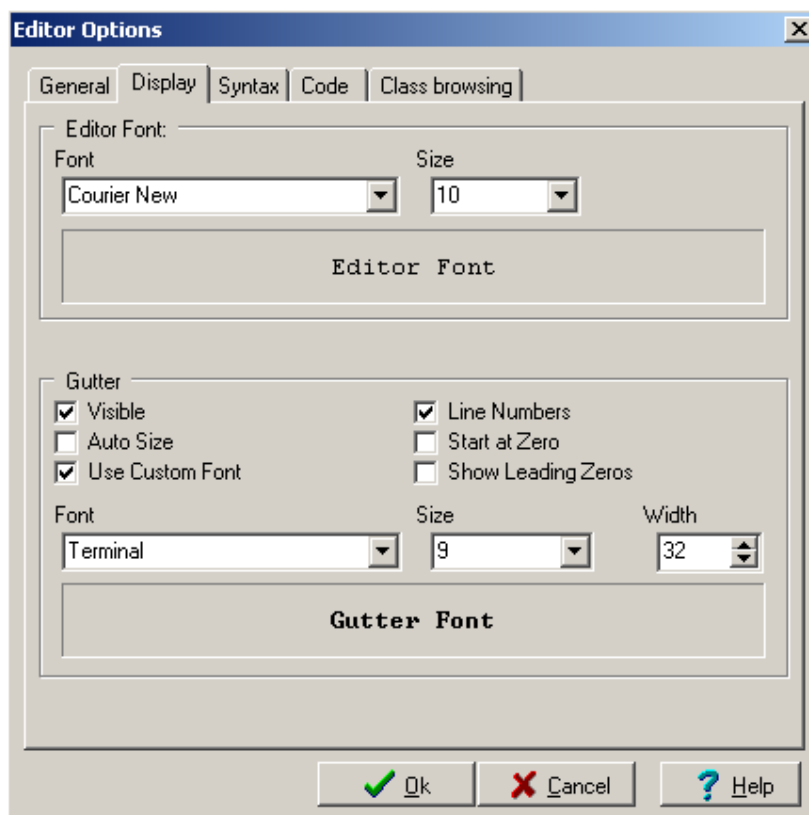 Editor Options
General Display Syntax Code Class browsing
Editor Font:
Font Size
Courier New 10
Editor Font
Gutter
Visible Line Numbers
Auto Size Start at Zero
Use Custom Font Show Leading Zeros
Font Size Width
Terminal 9 32
Gutter Font
Ok Cancel Help